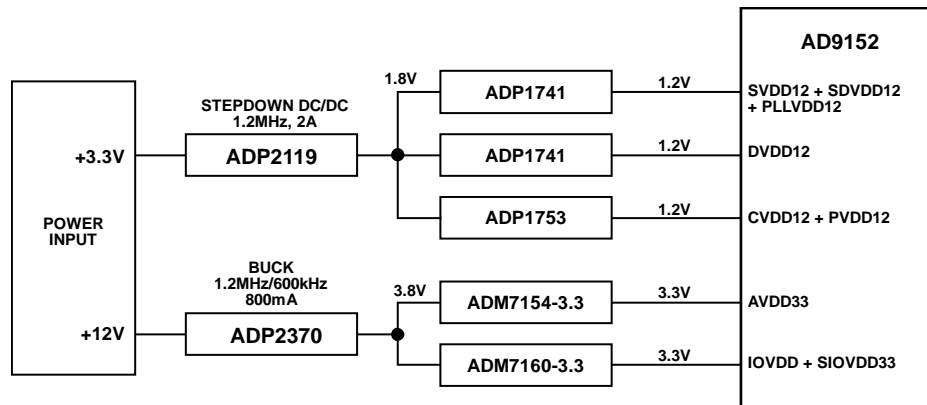 AD9152
1.8V
ADP1741
1.2V
SVDD12 + SDVDD12
+ PLLVDD12
STEPDOWN DC/DC
1.2MHz, 2A
+3.3V
ADP2119
ADP1741
1.2V
DVDD12
ADP1753
1.2V
CVDD12 + PVDD12
POWER
INPUT
BUCK
1.2MHz/600kHz
800mA
3.8V
ADM7154-3.3
3.3V
AVDD33
+12V
ADP2370
ADM7160-3.3
3.3V
IOVDD + SIOVDD33